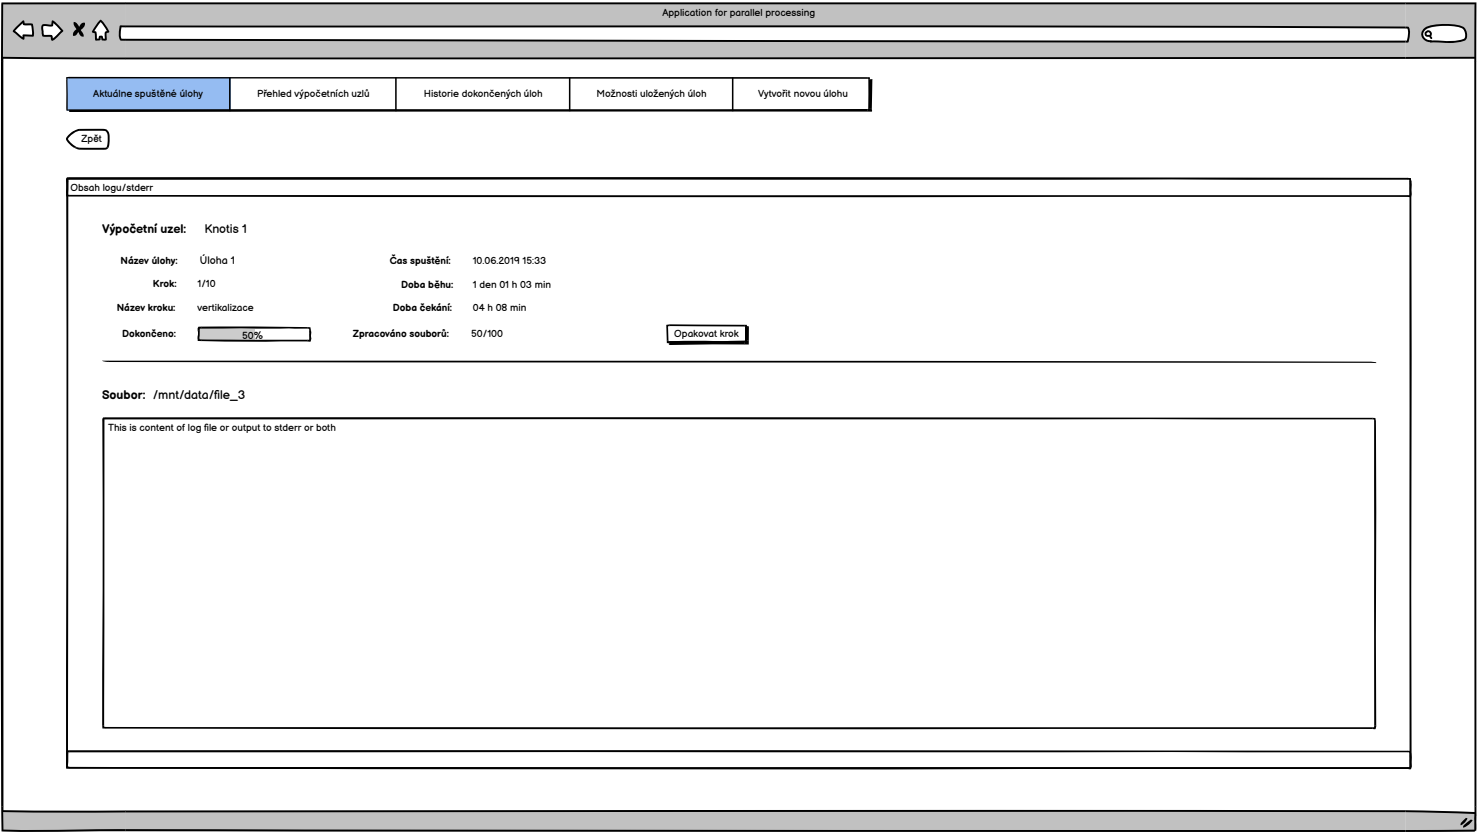 Application for parallel processing
Aktuálne spuštěné úlohy Přehled výpočetních uzlů Historie dokončených úloh Možnosti uložených úloh Vytvořit novou úlohu
Zpět
Obsah logu/stderr
Výpočetní uzel: Knotis 1
Název úlohy: Úloha 1 Čas spuštění: 10.06.2019 15:33
Krok: 1/10 Doba běhu: 1 den 01 h 03 min
Název kroku: vertikalizace Doba čekání: 04 h 08 min
Dokončeno: 50% Zpracováno souborů: 50/100 Opakovat krok
Soubor: /mnt/data/file_3
This is content of log file or output to stderr or both